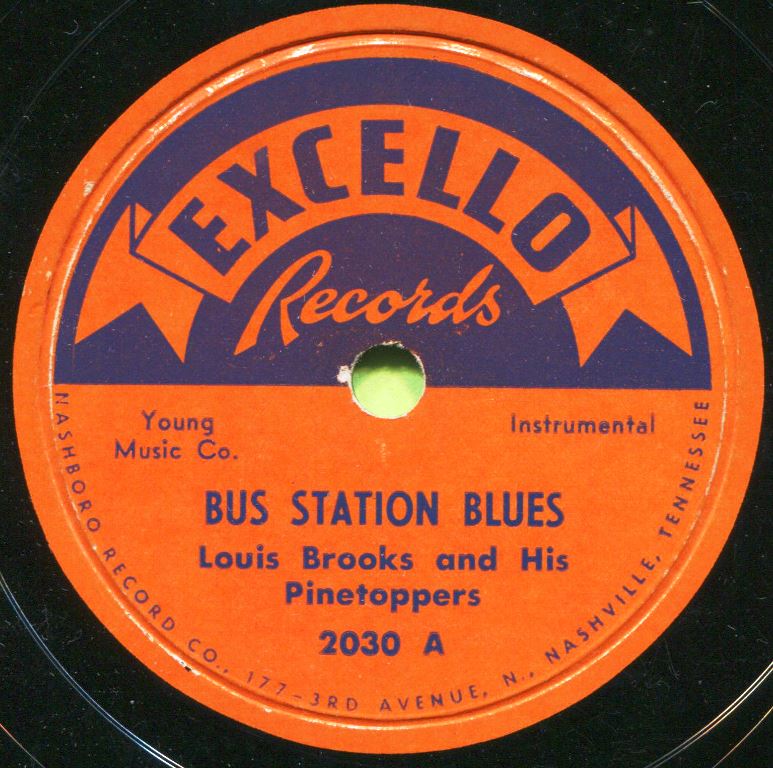 EXCELLO
Records
Young
Music Co.
Instrumental
BUS STATION BLUES
Louis Brooks and His
Pinetoppers
2030 A
NASHBORO RECORD CO., 177-3RD AVENUE, N., NASHVILLE, TENNESSEE